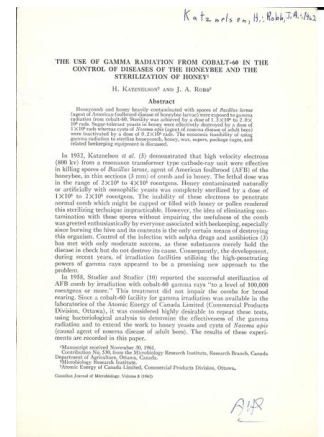 Katznelson, H.; Robb, J.A. 1962
THE USE OF GAMMA RADIATION FROM COBALT-60 IN THE
CONTROL OF DISEASES OF THE HONEYBEE AND THE
STERILIZATION OF HONEY¹
H. KATZNELSON² AND J. A. ROBB³
Abstract
Honeycomb and honey heavily contaminated with spores of Bacillus larvae
(agent of American foulbrood disease of the honeybee) were exposed to gamma
radiation from cobalt-60. Sterility was achieved by a dose of
rads. Sugar-tolerant yeasts in honey were effectively destroyed by a dose of
rads whereas cysts of Nosema apis (agent of nosema disease of adult bees)
were inactivated by a dose of rads. The economic feasibility of using
gamma radiation to sterilize honeycomb, honey, wax, supers, package cages, and
related beekeeping equipment is discussed.
In 1952, Katznelson et al. (5) demonstrated that high velocity electrons
(800 kv) from a resonance transformer type cathode-ray unit were effective
in killing spores of Bacillus larvae, agent of American foulbrood (AFB) of the
honeybee, in thin sections (2 mm) of comb and in honey. The lethal dose was
in the range of 2×10⁶ to 4×10⁶ roentgens. Honey contaminated naturally
or artificially with osmophilic yeasts was completely sterilized by a dose of
to roentgens. The inability of these electrons to penetrate
normal comb which might be capped or filled with honey or pollen rendered
this sterilizing technique impracticable. However, the idea of eliminating con-
tamination with these spores without impairing the usefulness of the comb
was greeted enthusiastically by everyone associated with beekeeping, especially
since burning the hive and its contents is the only certain means of destroying
this organism. Control of the infection with sulpha drugs and antibiotics
has met with only moderate success, as these substances merely hold the
disease in check but do not destroy its cause. Consequently, the development,
during recent years, of irradiation facilities utilizing the high-penetrating
powers of gamma rays appeared to be a promising new approach to the
problem.
In 1958, Studier and Studier (10) reported the successful sterilization of
AFB comb by irradiation with cobalt-60 gamma rays "to a level of 100,000
roentgens or more." This treatment did not impair the combs for brood
rearing. Since a cobalt-60 facility for gamma irradiation was available in the
laboratories of the Atomic Energy of Canada Limited (Commercial Products
Division, Ottawa), it was considered highly desirable to repeat these tests,
using bacteriological analysis to determine the effectiveness of the gamma
radiation and to extend the work to honey yeasts and cysts of Nosema apis
(causal agent of nosema disease of adult bees). The results of these experi-
ments are recorded in this paper.
¹Manuscript received November 30, 1961.
Contribution No. 530, from the Microbiology Research Institute, Research Branch, Canada
Department of Agriculture, Ottawa, Canada.
²Microbiology Research Institute.
³Atomic Energy of Canada Limited, Commercial Products Division, Ottawa.
Canadian Journal of Microbiology. Volume 8 (1962)